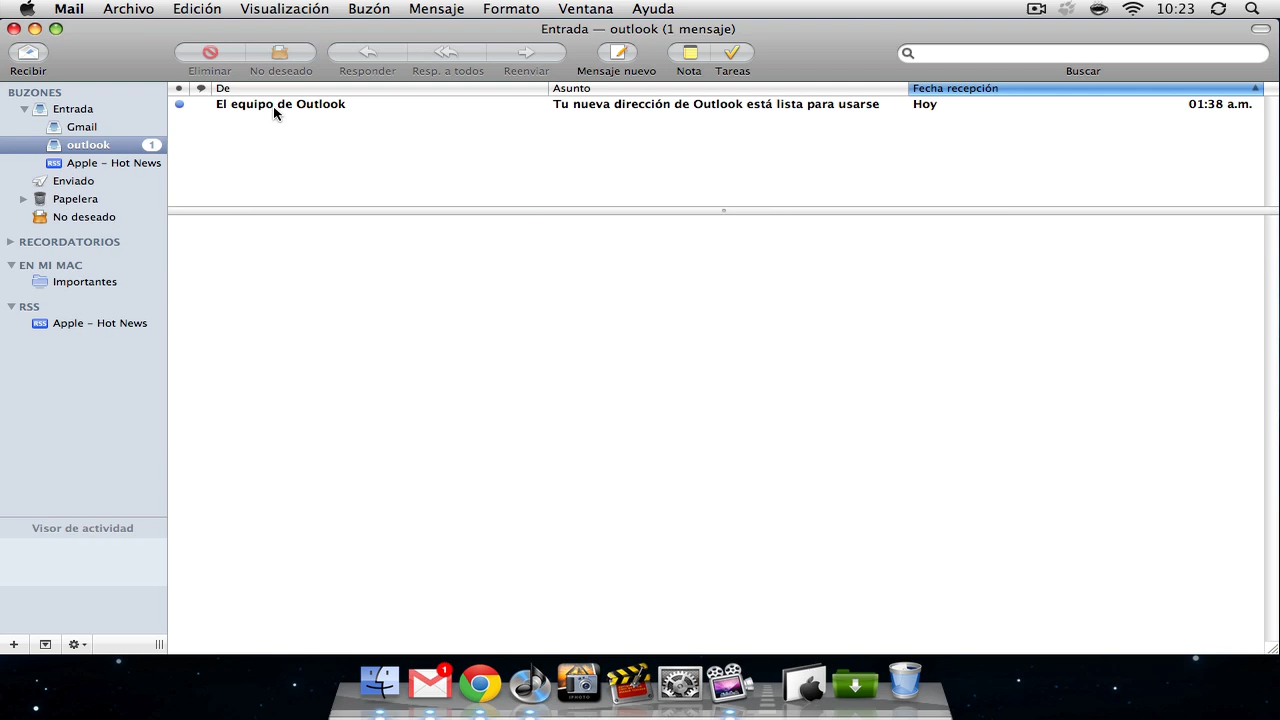 Mail Archivo Edición Visualización Buzón Mensaje Formato Ventana Ayuda 10:23
Entrada — outlook (1 mensaje)
Recibir Eliminar No deseado Responder Resp. a todos Reenviar Mensaje nuevo Nota Tareas Buscar
BUZONES
Entrada
Gmail
outlook 1
RSS Apple – Hot News
Enviado
Papelera
No deseado
RECORDATORIOS
EN MI MAC
Importantes
RSS
RSS Apple – Hot News
Visor de actividad
De Asunto Fecha recepción
El equipo de Outlook Tu nueva dirección de Outlook está lista para usarse Hoy 01:38 a.m.
1